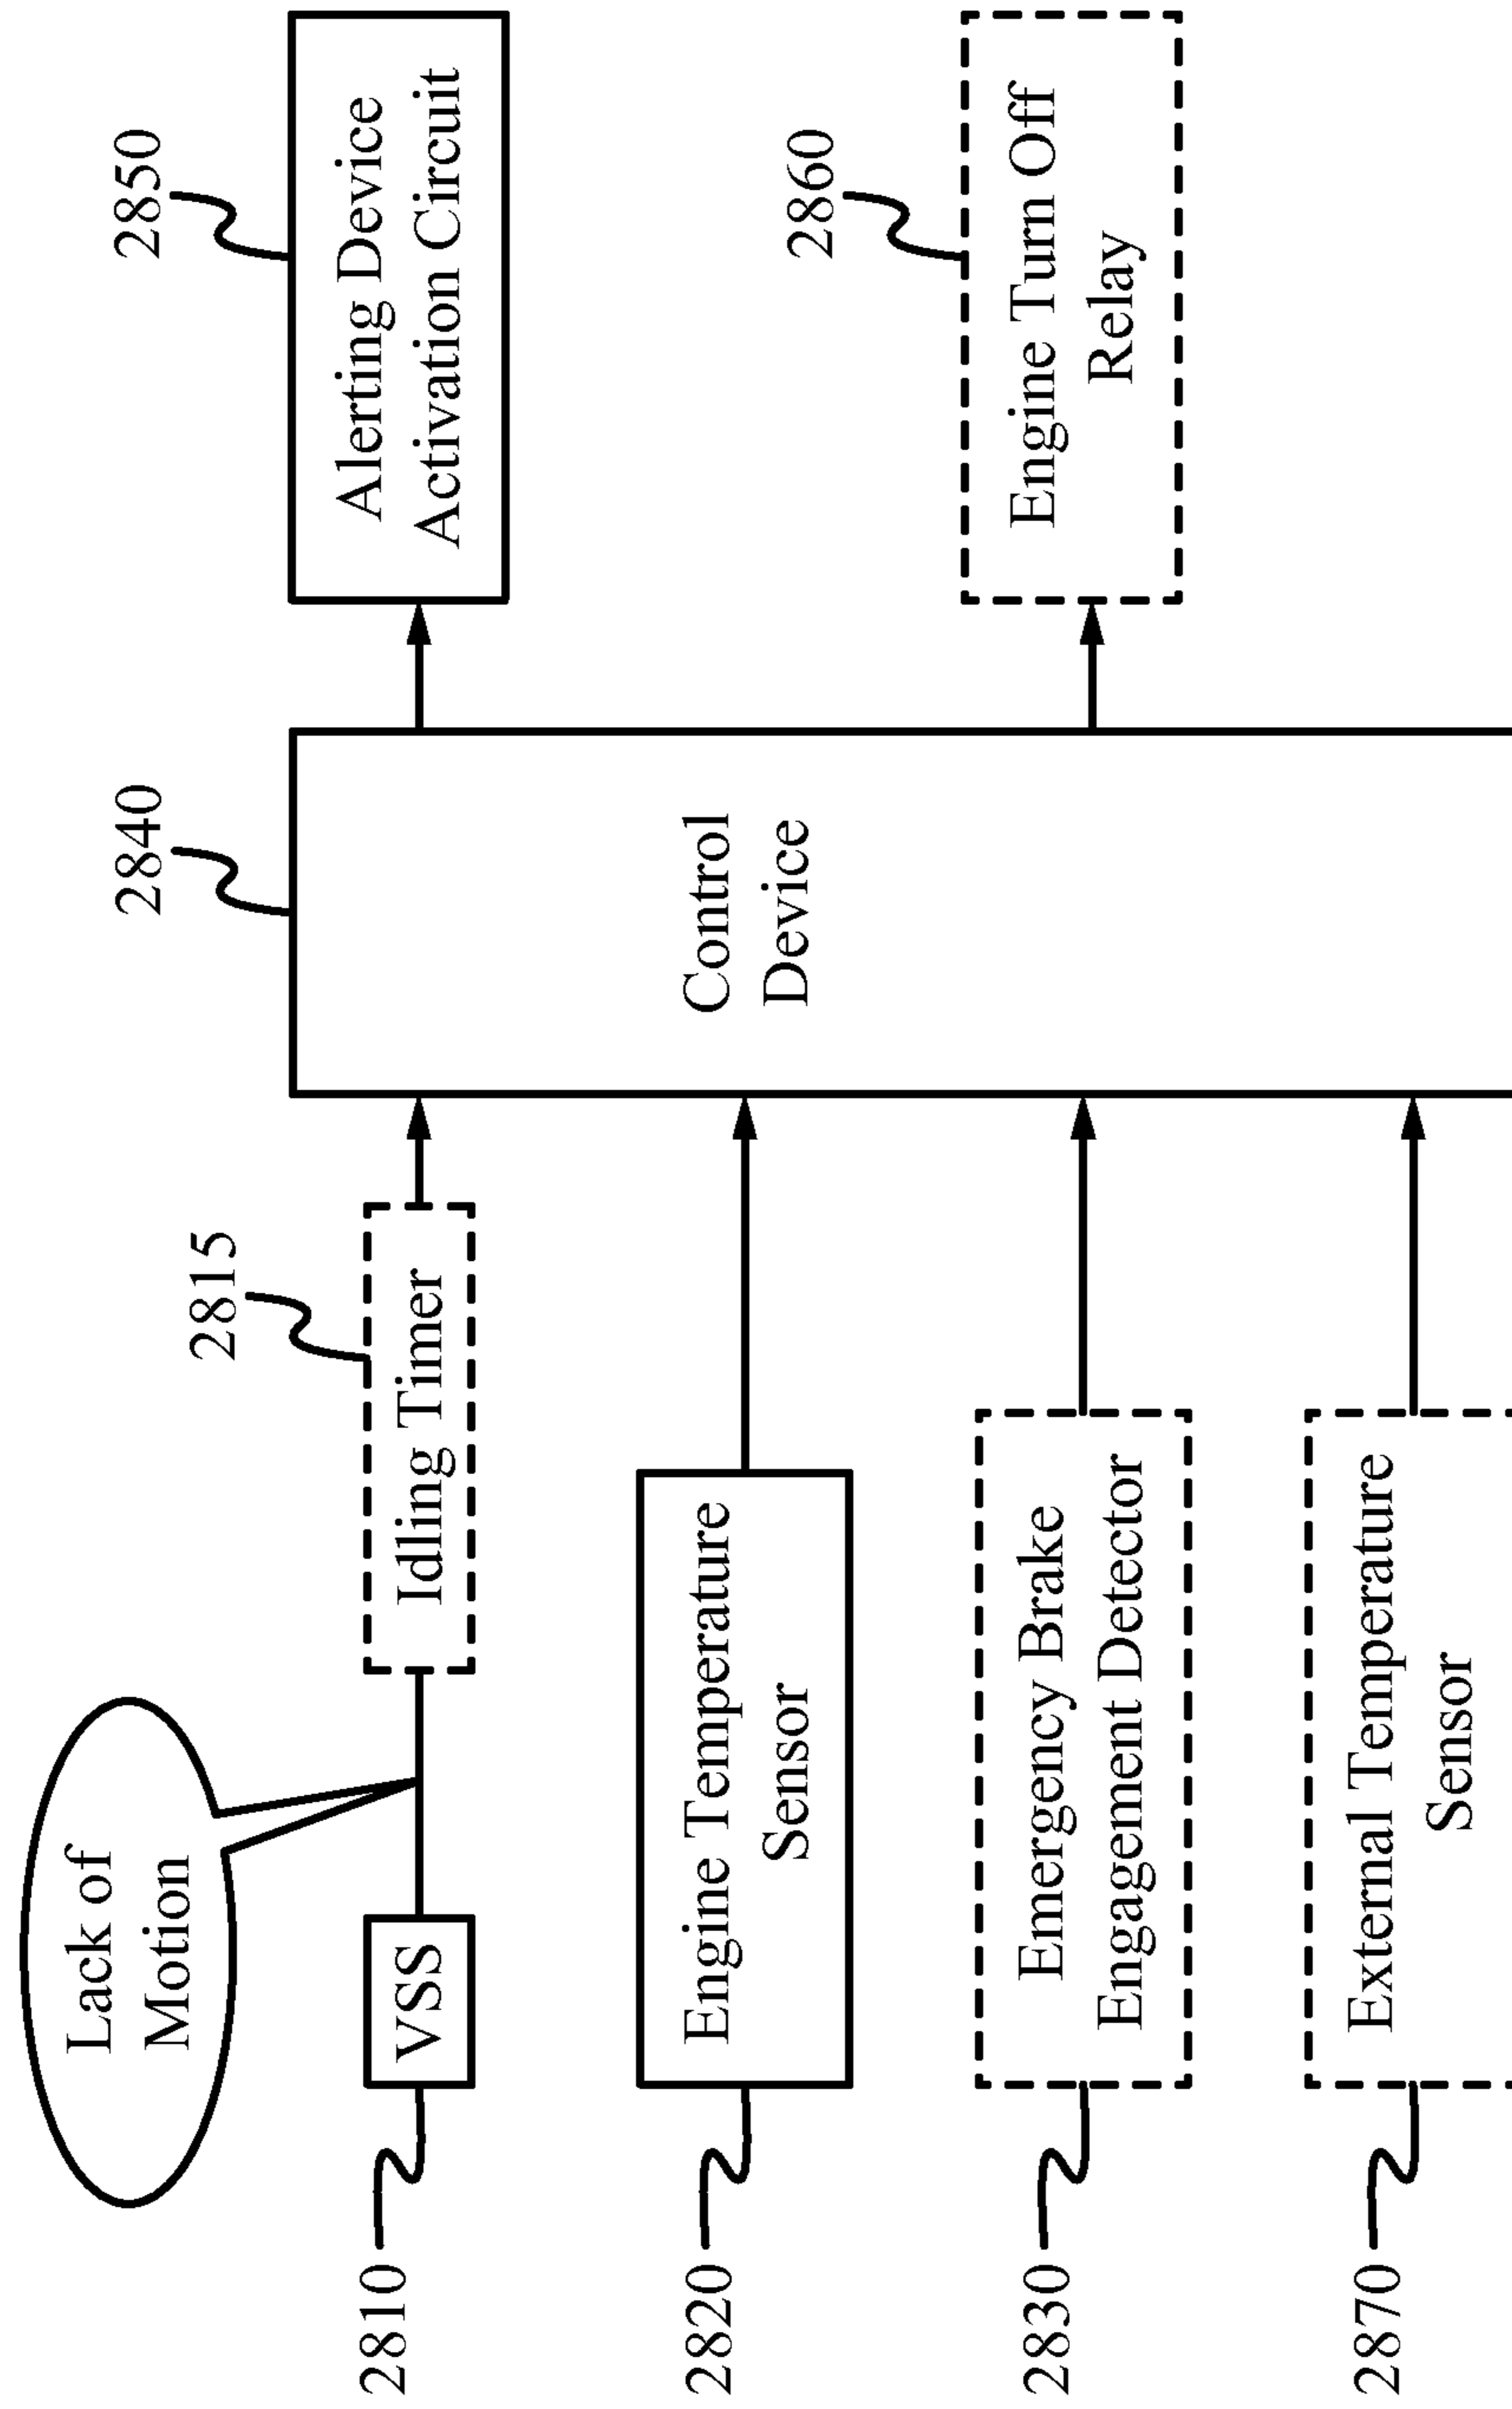 Lack of
Motion
2810
VSS
2815
Idling Timer
2820
Engine Temperature
Sensor
2830
Emergency Brake
Engagement Detector
2870
External Temperature
Sensor
2840
Control
Device
2850
Alerting Device
Activation Circuit
2860
Engine Turn Off
Relay